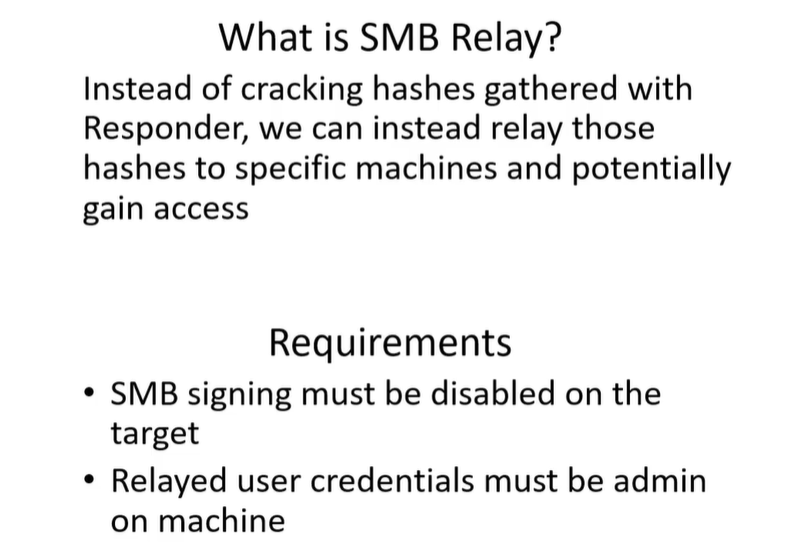 What is SMB Relay?
Instead of cracking hashes gathered with
Responder, we can instead relay those
hashes to specific machines and potentially
gain access
Requirements
• SMB signing must be disabled on the
target
• Relayed user credentials must be admin
on machine